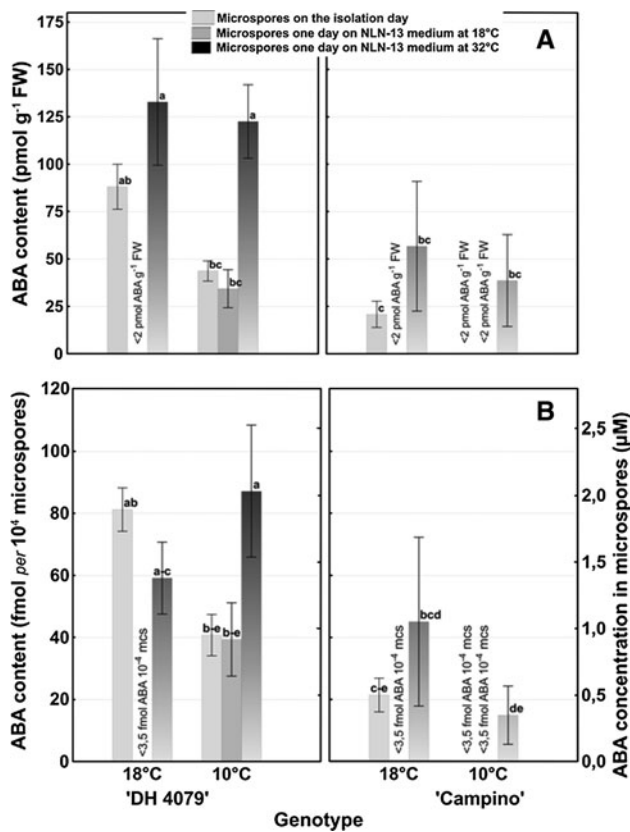 Microspores on the isolation day
Microspores one day on NLN-13 medium at 18°C
Microspores one day on NLN-13 medium at 32°C
A
ABA content (pmol g⁻¹ FW)
175
150
125
100
75
50
25
0
ab
<2 pmol ABA g⁻¹ FW
a
bc
bc
a
c
<2 pmol ABA g⁻¹ FW
bc
<2 pmol ABA g⁻¹ FW
<2 pmol ABA g⁻¹ FW
bc
B
ABA content (fmol per 10⁴ microspores)
120
100
80
60
40
20
0
ab
<3,5 fmol ABA 10⁻⁴ mcs
a-c
b-e
b-e
a
c-e
<3,5 fmol ABA 10⁻⁴ mcs
bcd
<3,5 fmol ABA 10⁻⁴ mcs
<3,5 fmol ABA 10⁻⁴ mcs
de
2,5
2,0
1,5
1,0
0,5
0,0
ABA concentration in microspores (µM)
18°C 10°C 18°C 10°C
'DH 4079' 'Campino'
Genotype